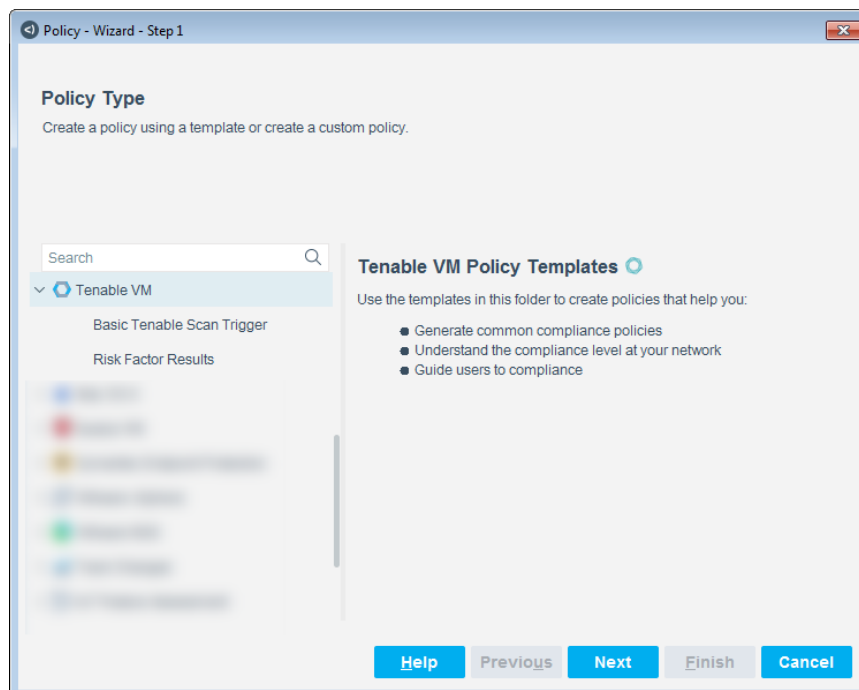 Policy - Wizard - Step 1
Policy Type
Create a policy using a template or create a custom policy.
Search
Tenable VM
Basic Tenable Scan Trigger
Risk Factor Results
Tenable VM Policy Templates
Use the templates in this folder to create policies that help you:
Generate common compliance policies
Understand the compliance level at your network
Guide users to compliance
Help
Previous
Next
Finish
Cancel